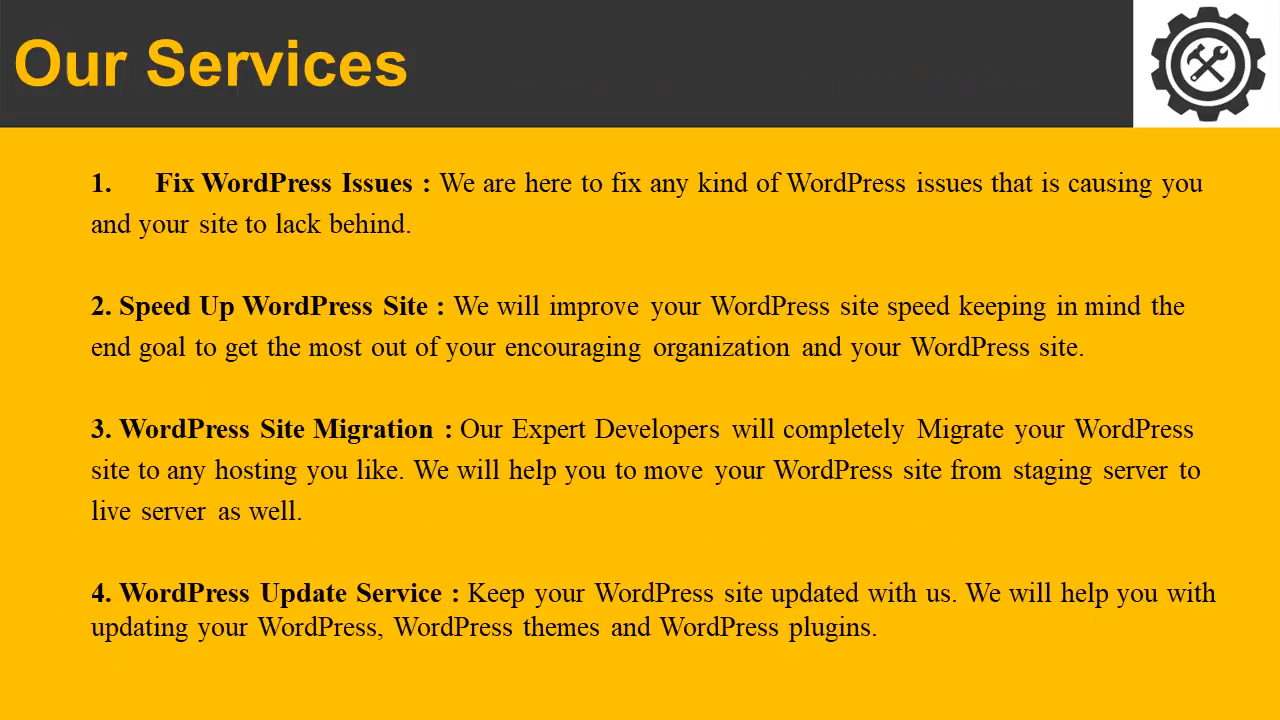 Our Services
1. Fix WordPress Issues : We are here to fix any kind of WordPress issues that is causing you
and your site to lack behind.
2. Speed Up WordPress Site : We will improve your WordPress site speed keeping in mind the
end goal to get the most out of your encouraging organization and your WordPress site.
3. WordPress Site Migration : Our Expert Developers will completely Migrate your WordPress
site to any hosting you like. We will help you to move your WordPress site from staging server to
live server as well.
4. WordPress Update Service : Keep your WordPress site updated with us. We will help you with
updating your WordPress, WordPress themes and WordPress plugins.